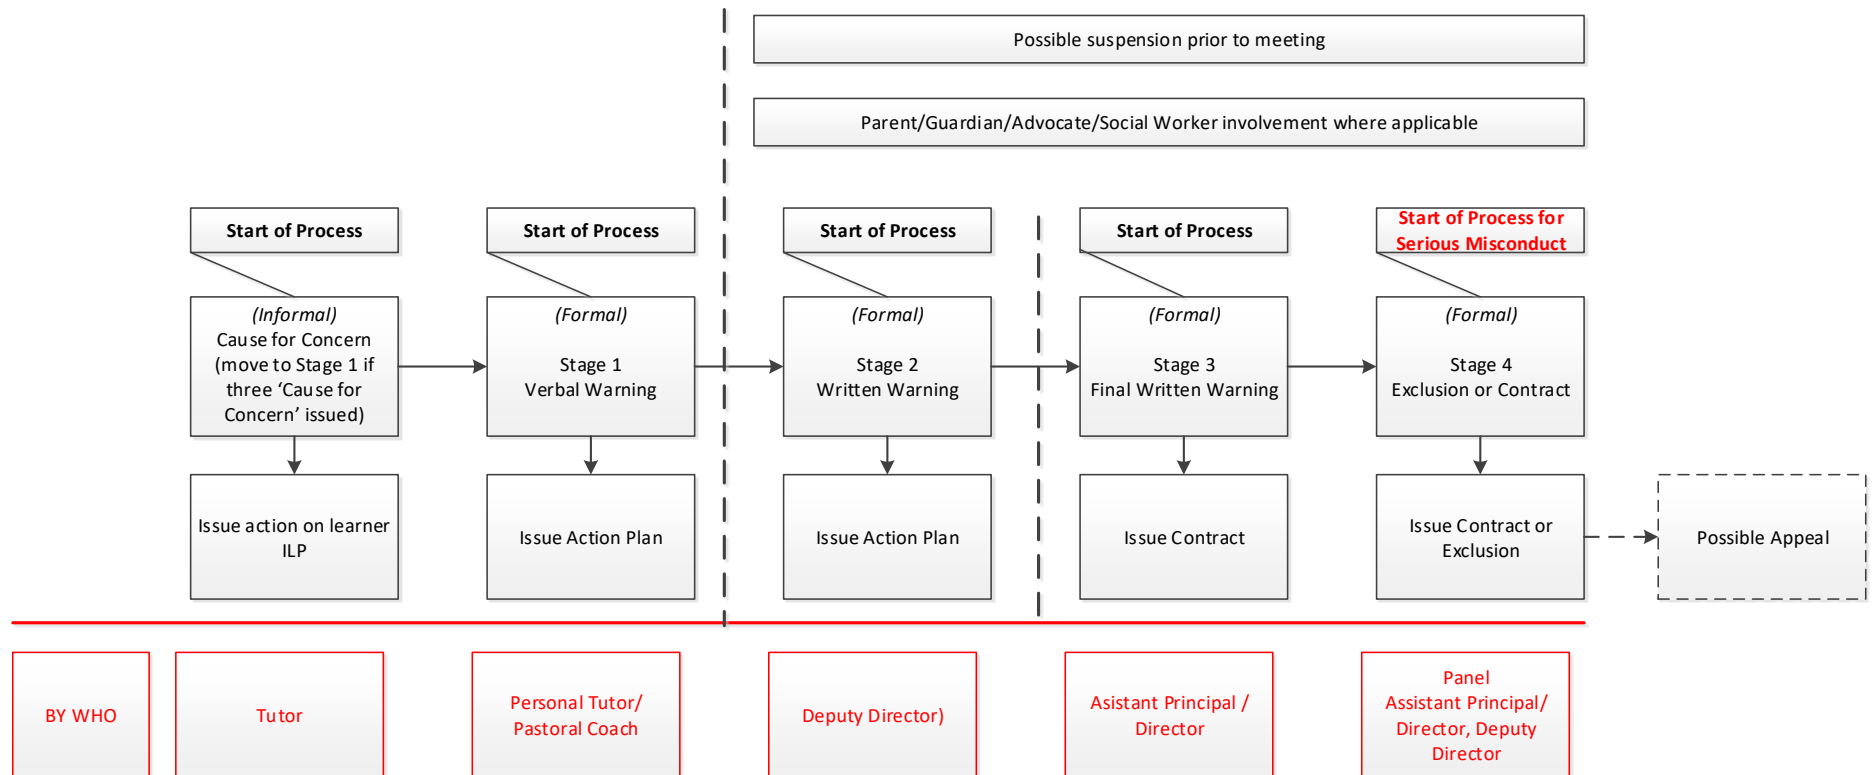 Possible suspension prior to meeting
Parent/Guardian/Advocate/Social Worker involvement where applicable
Start of Process
Start of Process
Start of Process
Start of Process
Start of Process for
Serious Misconduct
(Informal)
Cause for Concern
(move to Stage 1 if
three ‘Cause for
Concern’ issued)
(Formal)
Stage 1
Verbal Warning
(Formal)
Stage 2
Written Warning
(Formal)
Stage 3
Final Written Warning
(Formal)
Stage 4
Exclusion or Contract
Issue action on learner
ILP
Issue Action Plan
Issue Action Plan
Issue Contract
Issue Contract or
Exclusion
Possible Appeal
BY WHO
Tutor
Personal Tutor/
Pastoral Coach
Deputy Director)
Asistant Principal /
Director
Panel
Assistant Principal/
Director, Deputy
Director